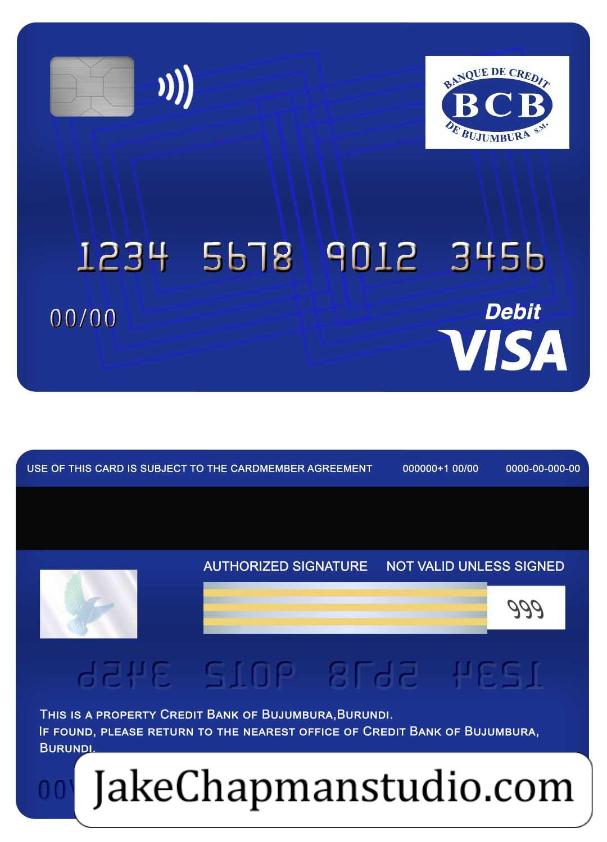 BANQUE DE CREDIT
BCB
DE BUJUMBURA S.M.
1234 5678 9012 3456
00/00
Debit
VISA
USE OF THIS CARD IS SUBJECT TO THE CARDMEMBER AGREEMENT 000000+1 00/00 0000-00-000-00
AUTHORIZED SIGNATURE NOT VALID UNLESS SIGNED
999
1234 5678 9012 3456
THIS IS A PROPERTY CREDIT BANK OF BUJUMBURA,BURUNDI.
IF FOUND, PLEASE RETURN TO THE NEAREST OFFICE OF CREDIT BANK OF BUJUMBURA,
BURUNDI.
JakeChapmanstudio.com